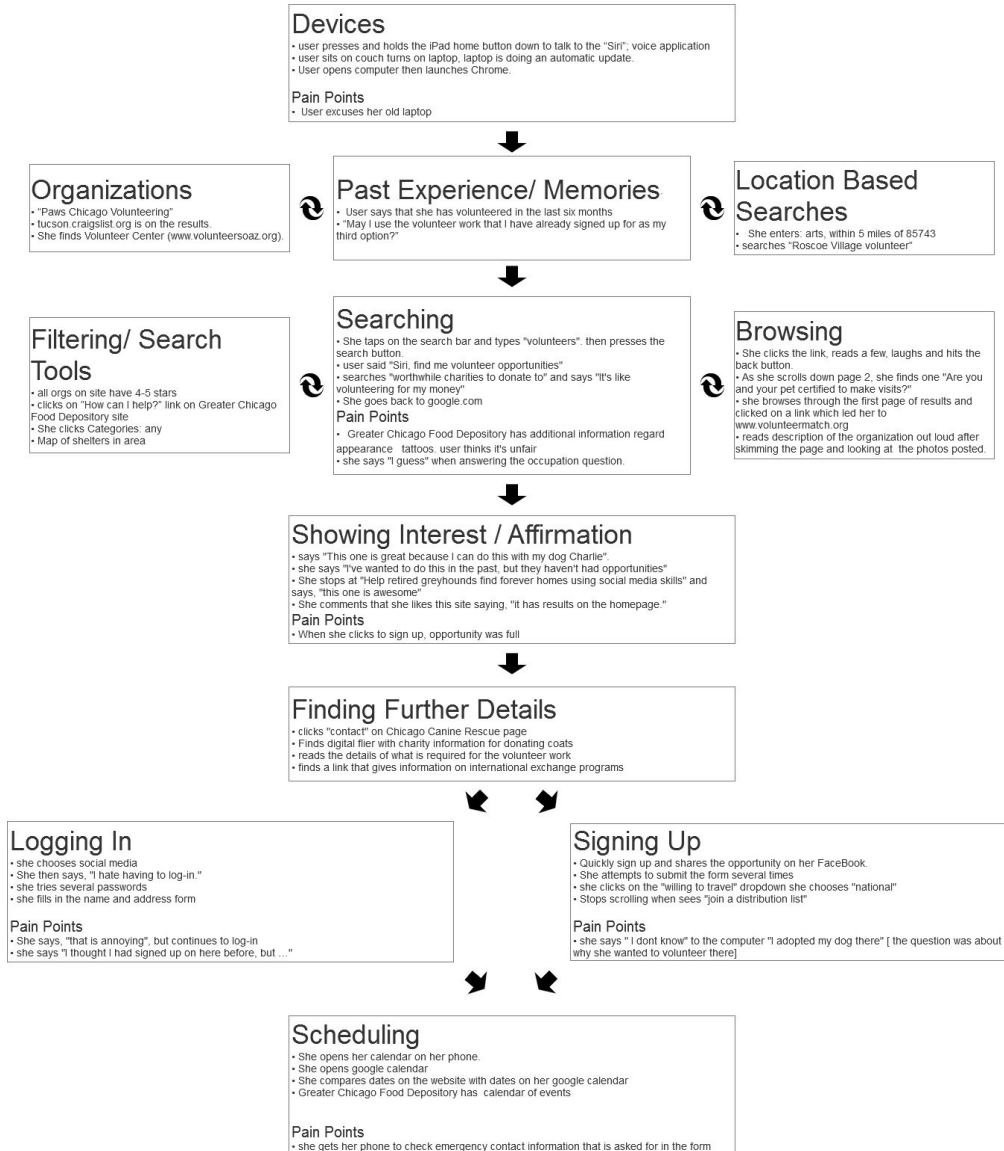 Devices
• user presses and holds the iPad home button down to talk to the “Siri”; voice application
• user sits on couch turns on laptop, laptop is doing an automatic update.
• User opens computer then launches Chrome.
Pain Points
• User excuses her old laptop
Organizations
• “Paws Chicago Volunteering”
• tucson.craigslist.org is on the results.
• She finds Volunteer Center (www.volunteersoaz.org).
Past Experience/ Memories
• User says that she has volunteered in the last six months
• “May I use the volunteer work that I have already signed up for as my
third option?”
Location Based
Searches
• She enters: arts, within 5 miles of 85743
• searches “Roscoe Village volunteer”
Filtering/ Search
Tools
• all orgs on site have 4-5 stars
• clicks on "How can I help?" link on Greater Chicago
Food Depository site
• She clicks Categories: any
• Map of shelters in area
Searching
• She taps on the search bar and types "volunteers". then presses the
search button.
• user said "Siri, find me volunteer opportunities"
• searches "worthwhile charities to donate to" and says "It's like
volunteering for my money"
• She goes back to google.com
Pain Points
• Greater Chicago Food Depository has additional information regard
appearance tattoos. user thinks it's unfair
• she says "I guess" when answering the occupation question.
Browsing
• She clicks the link, reads a few, laughs and hits the
back button.
• As she scrolls down page 2, she finds one "Are you
and your pet certified to make visits?"
• she browses through the first page of results and
clicked on a link which led her to
www.volunteermatch.org
• reads description of the organization out loud after
skimming the page and looking at the photos posted.
Showing Interest / Affirmation
• says "This one is great because I can do this with my dog Charlie".
• she says "I've wanted to do this in the past, but they haven't had opportunities"
• She stops at "Help retired greyhounds find forever homes using social media skills" and
says, "this one is awesome"
• She comments that she likes this site saying, "it has results on the homepage."
Pain Points
• When she clicks to sign up, opportunity was full
Finding Further Details
• clicks "contact" on Chicago Canine Rescue page
• Finds digital flier with charity information for donating coats
• reads the details of what is required for the volunteer work
• finds a link that gives information on international exchange programs
Logging In
• she chooses social media
• She then says, "I hate having to log-in."
• she tries several passwords
• she fills in the name and address form
Pain Points
• She says, "that is annoying", but continues to log-in
• she says "I thought I had signed up on here before, but ..."
Signing Up
• Quickly sign up and shares the opportunity on her FaceBook.
• She attempts to submit the form several times
• she clicks on the "willing to travel" dropdown she chooses "national"
• Stops scrolling when sees "join a distribution list"
Pain Points
• she says " I dont know" to the computer "I adopted my dog there" [ the question was about
why she wanted to volunteer there]
Scheduling
• She opens her calendar on her phone.
• She opens google calendar
• She compares dates on the website with dates on her google calendar
• Greater Chicago Food Depository has calendar of events
Pain Points
• she gets her phone to check emergency contact information that is asked for in the form